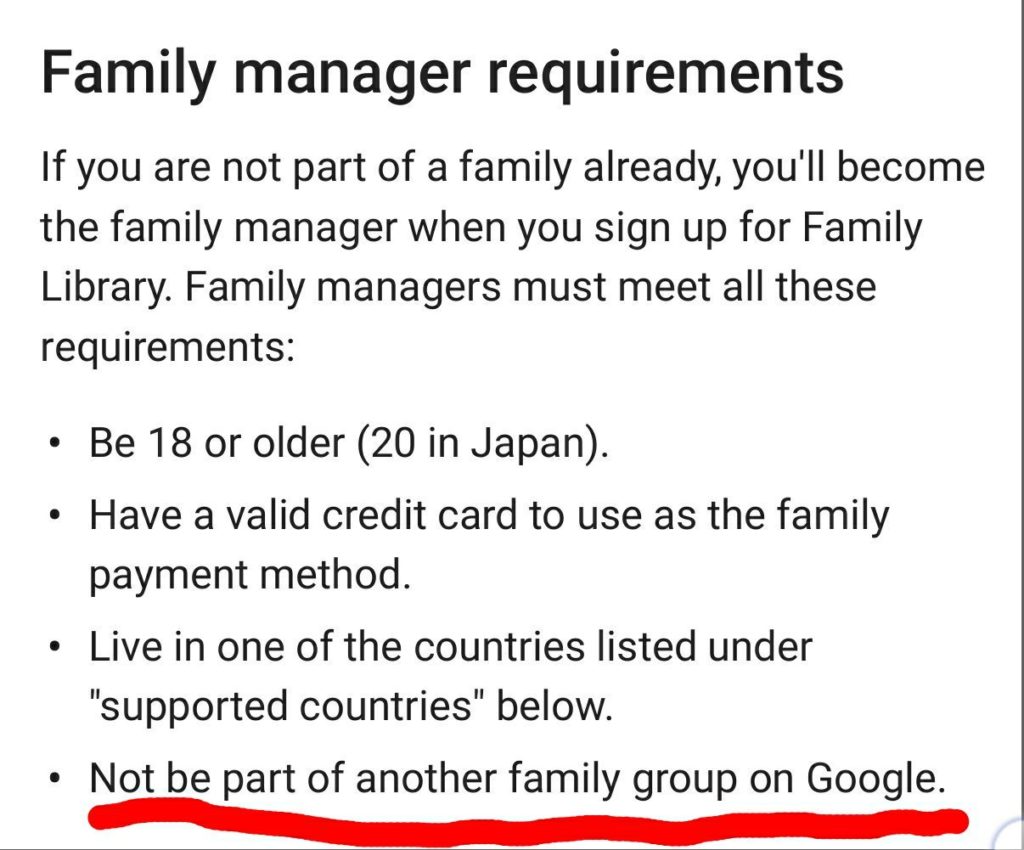 Family manager requirements
If you are not part of a family already, you'll become
the family manager when you sign up for Family
Library. Family managers must meet all these
requirements:
• Be 18 or older (20 in Japan).
• Have a valid credit card to use as the family
payment method.
• Live in one of the countries listed under
"supported countries" below.
• Not be part of another family group on Google.